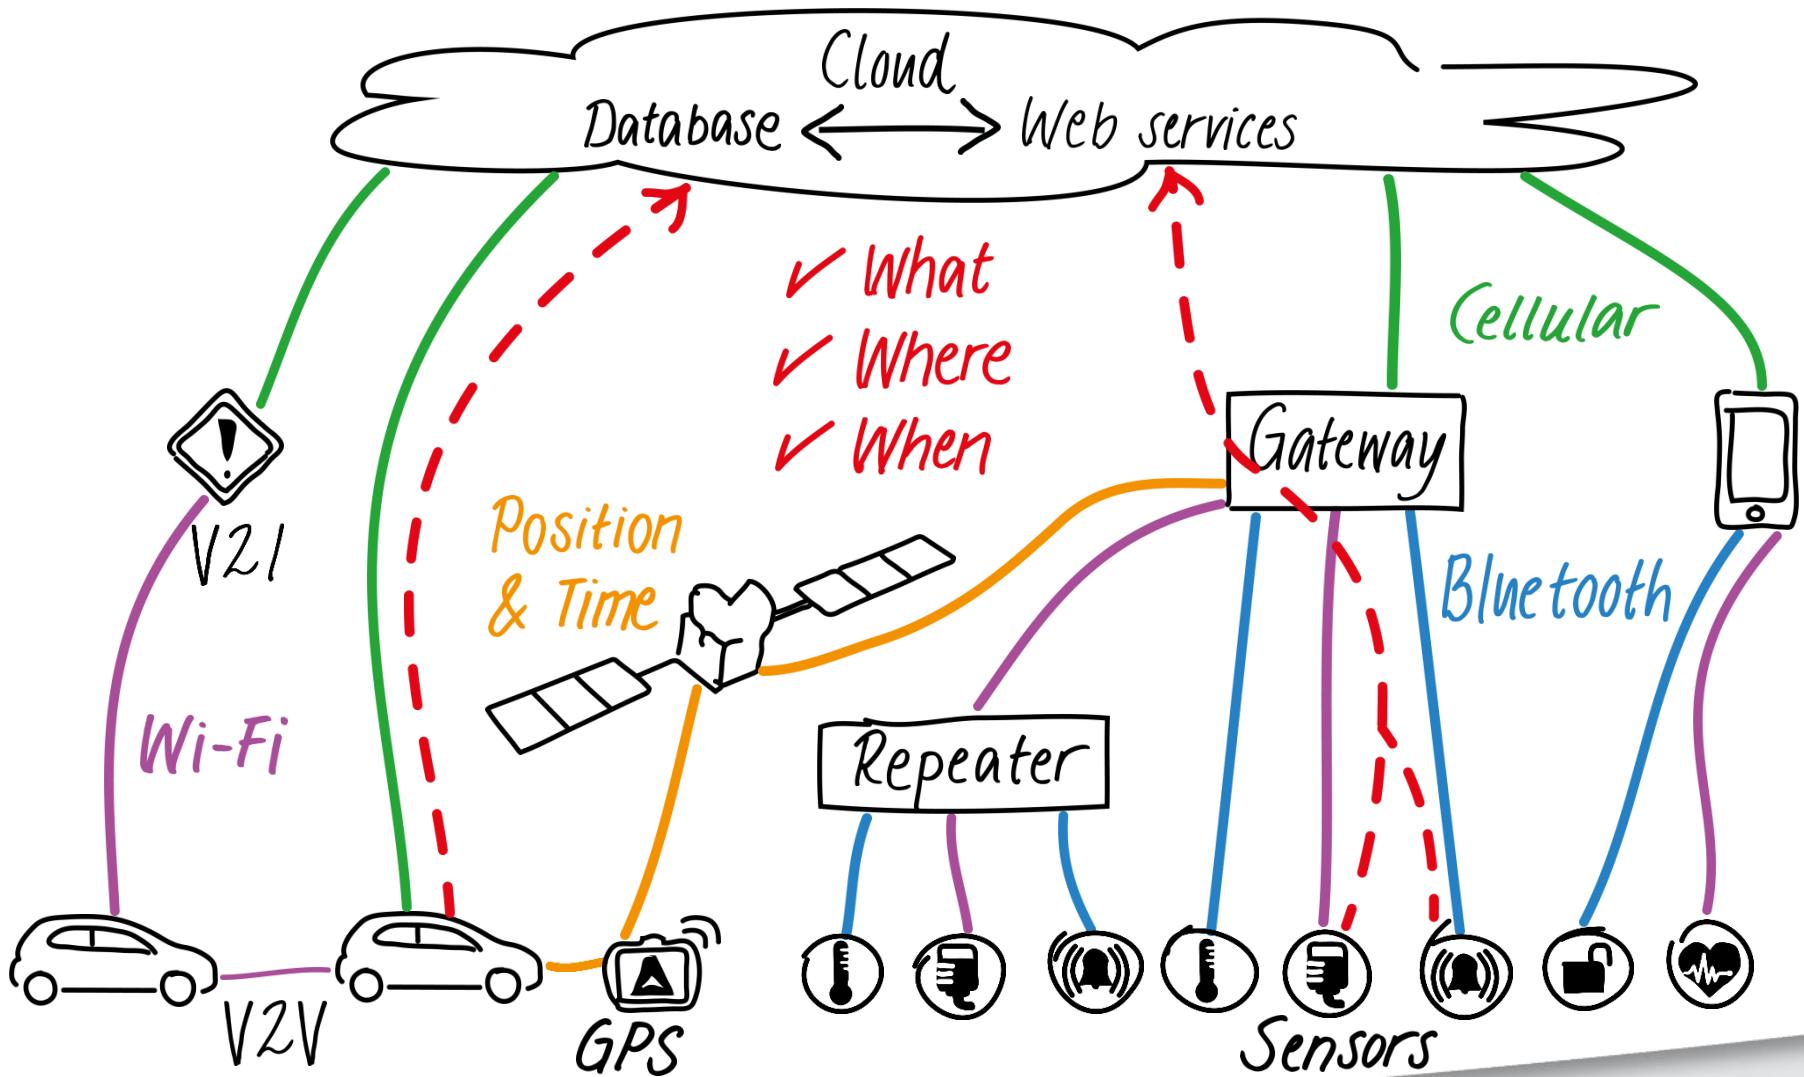 Cloud
Database
Web services
✓ What
✓ Where
✓ When
Cellular
Gateway
V2I
Position
& Time
Bluetooth
Wi-Fi
Repeater
V2V
GPS
Sensors